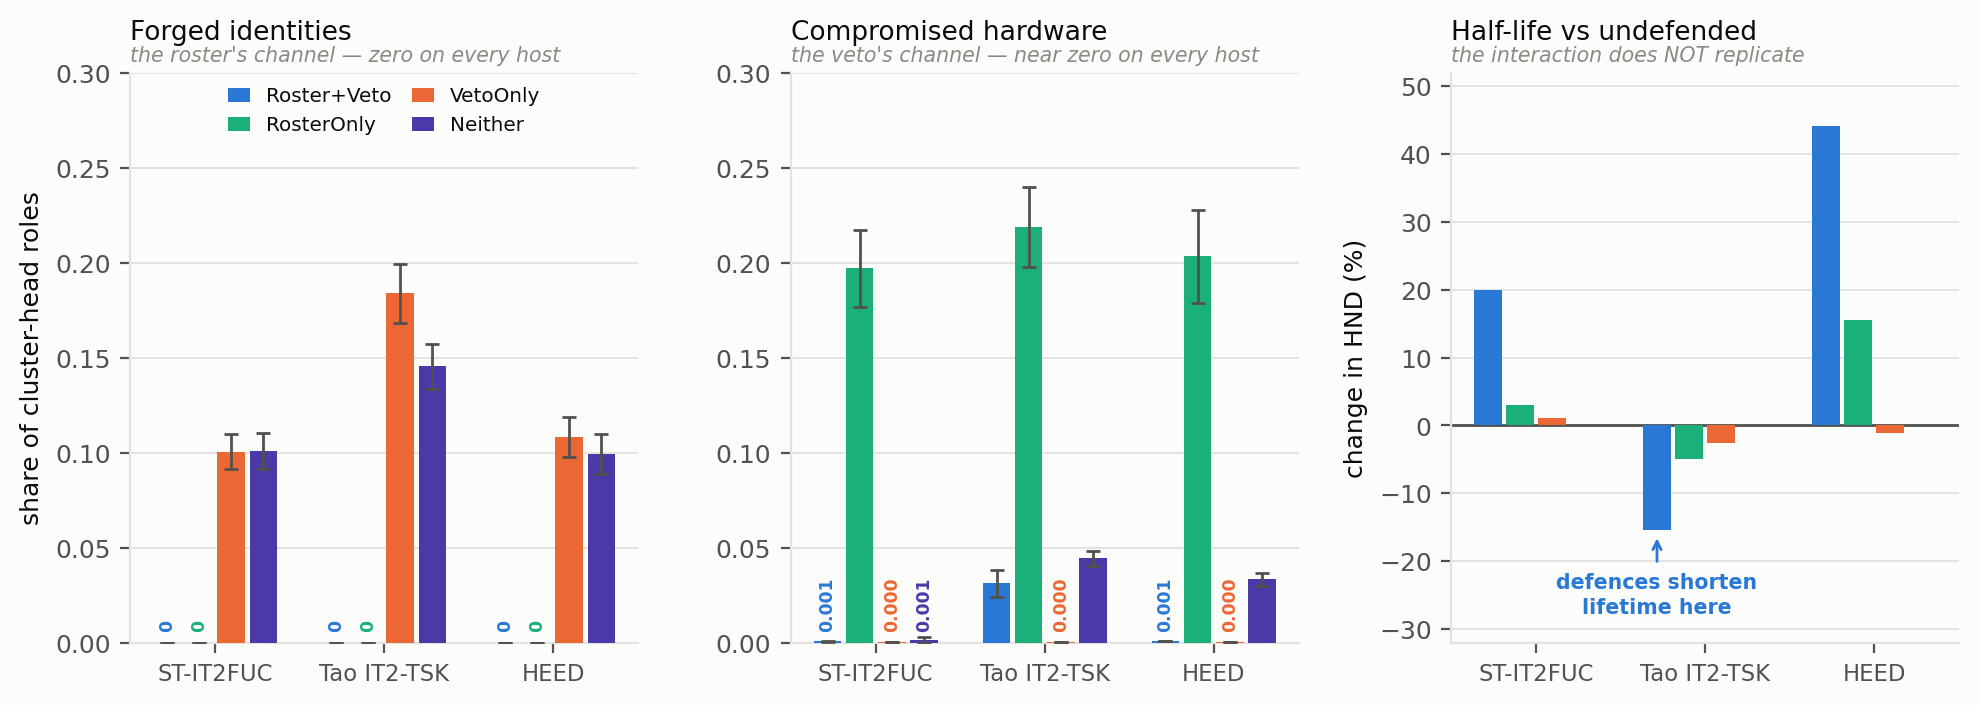 Forged identities
the roster's channel — zero on every host
share of cluster-head roles
0.30
0.25
0.20
0.15
0.10
0.05
0.00
Roster+Veto
RosterOnly
VetoOnly
Neither
0
0
0
0
0
0
ST-IT2FUC
Tao IT2-TSK
HEED
Compromised hardware
the veto's channel — near zero on every host
0.30
0.25
0.20
0.15
0.10
0.05
0.00
0.001
0.000
0.001
0.000
0.001
0.000
ST-IT2FUC
Tao IT2-TSK
HEED
Half-life vs undefended
the interaction does NOT replicate
change in HND (%)
50
40
30
20
10
0
−10
−20
−30
defences shorten
lifetime here
ST-IT2FUC
Tao IT2-TSK
HEED